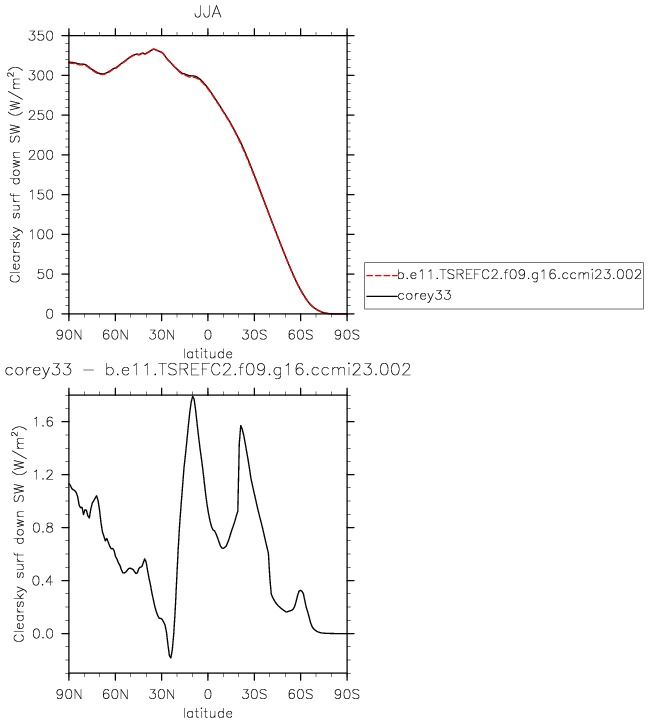 JJA
350
300
250
200
150
100
50
0
Clearsky surf down SW (W/m²)
90N 60N 30N 0 30S 60S 90S
latitude
b.e11.TSREFC2.f09.g16.ccmi23.002
corey33
corey33 − b.e11.TSREFC2.f09.g16.ccmi23.002
1.6
1.2
0.8
0.4
0.0
Clearsky surf down SW (W/m²)
90N 60N 30N 0 30S 60S 90S
latitude